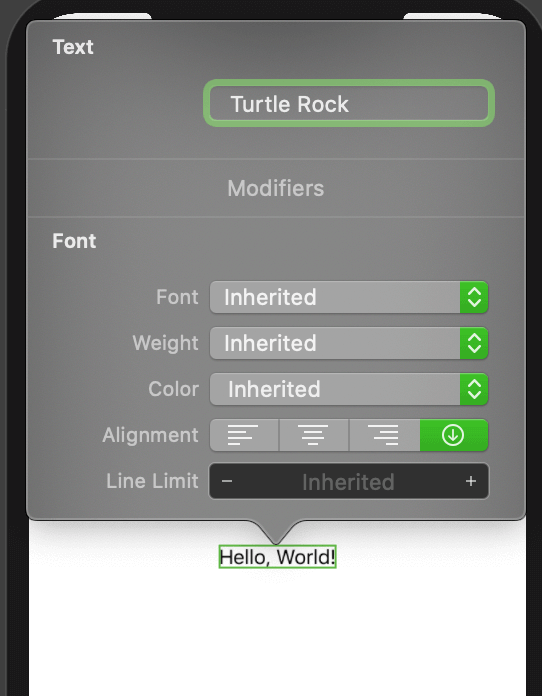 Text
Turtle Rock
Modifiers
Font
Font Inherited
Weight Inherited
Color Inherited
Alignment
Line Limit − Inherited +
Hello, World!